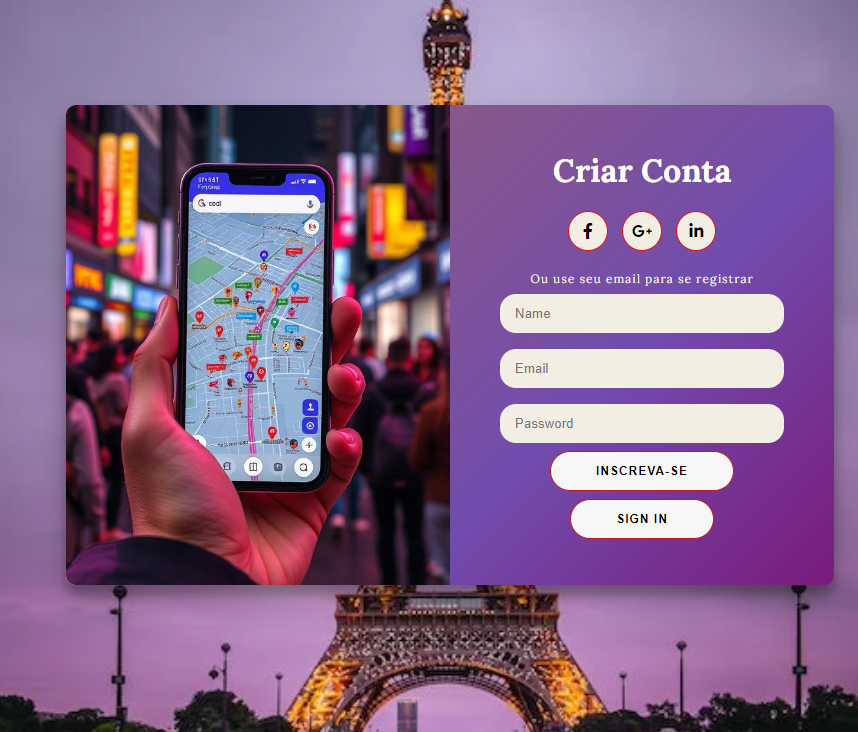 Criar Conta
f G+ in
Ou use seu email para se registrar
Name
Email
Password
INSCREVA-SE
SIGN IN